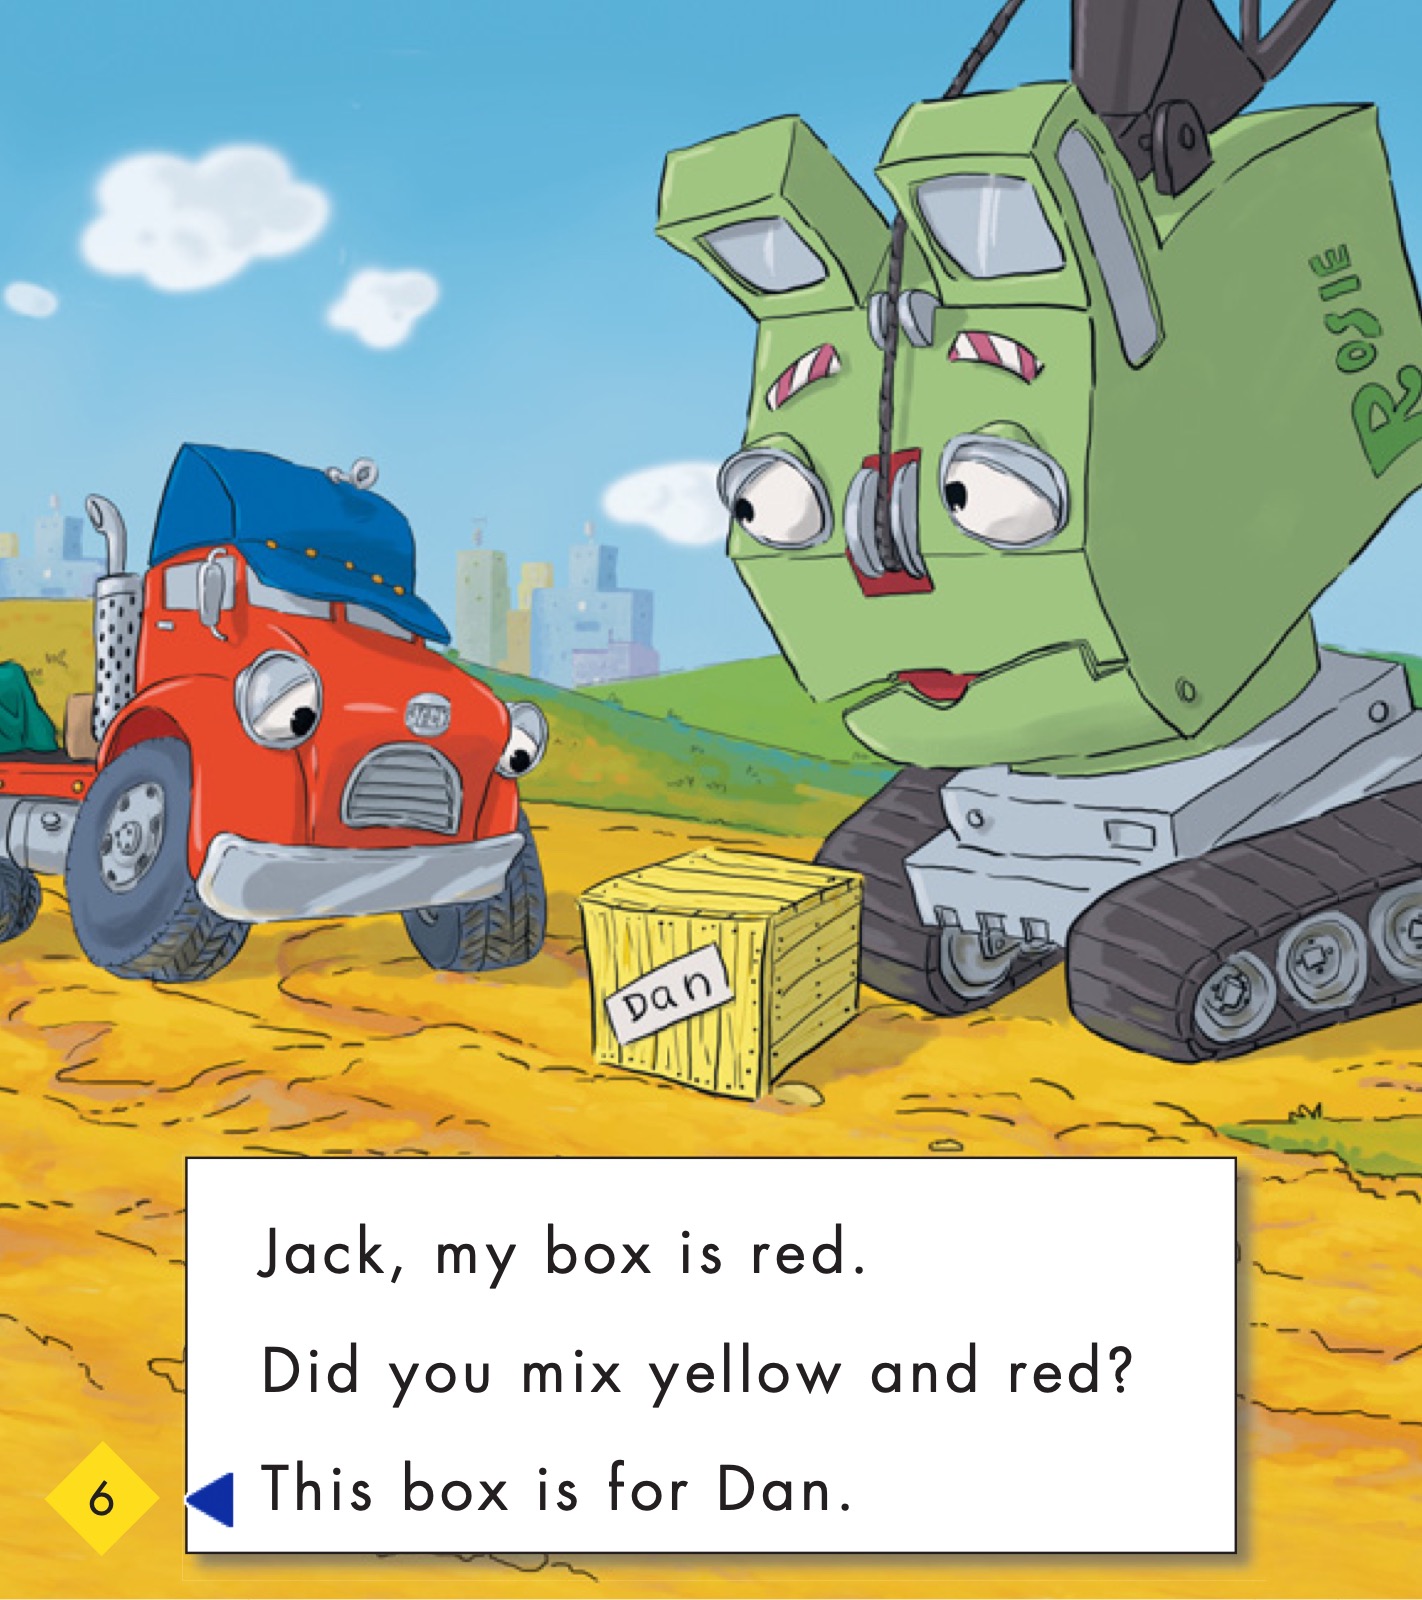 Rosie
Dan
Jack, my box is red.
Did you mix yellow and red?
This box is for Dan.
6